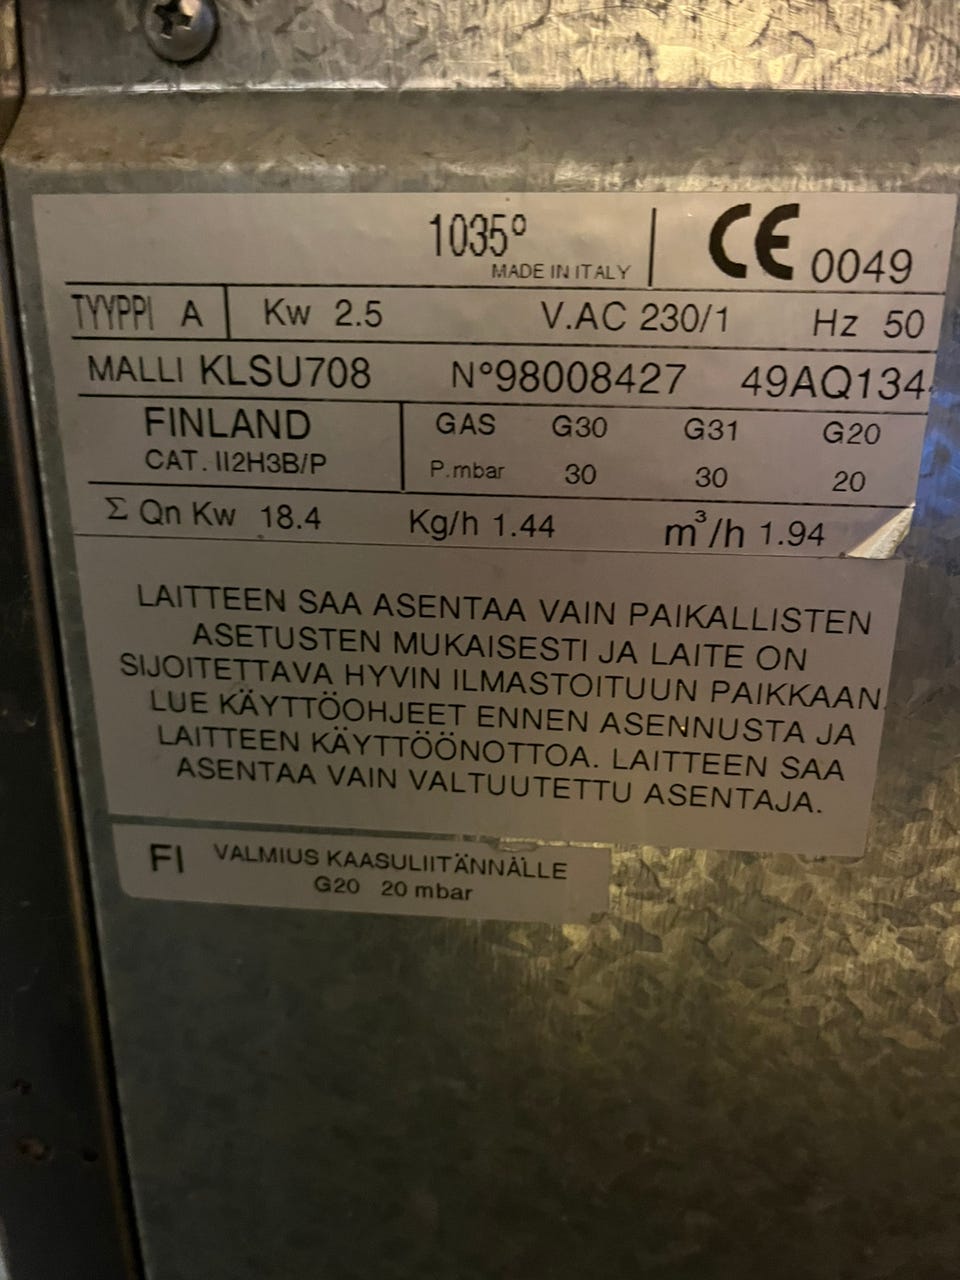 1035°
MADE IN ITALY
CE 0049
TYYPPI A Kw 2.5 V.AC 230/1 Hz 50
MALLI KLSU708 N°98008427 49AQ134
FINLAND GAS G30 G31 G20
CAT. II2H3B/P P.mbar 30 30 20
Σ Qn Kw 18.4 Kg/h 1.44 m³/h 1.94
LAITTEEN SAA ASENTAA VAIN PAIKALLISTEN
ASETUSTEN MUKAISESTI JA LAITE ON
SIJOITETTAVA HYVIN ILMASTOITUUN PAIKKAAN.
LUE KÄYTTÖOHJEET ENNEN ASENNUSTA JA
LAITTEEN KÄYTTÖÖNOTTOA. LAITTEEN SAA
ASENTAA VAIN VALTUUTETTU ASENTAJA.
FI VALMIUS KAASULIITÄNNÄLLE
G20 20 mbar